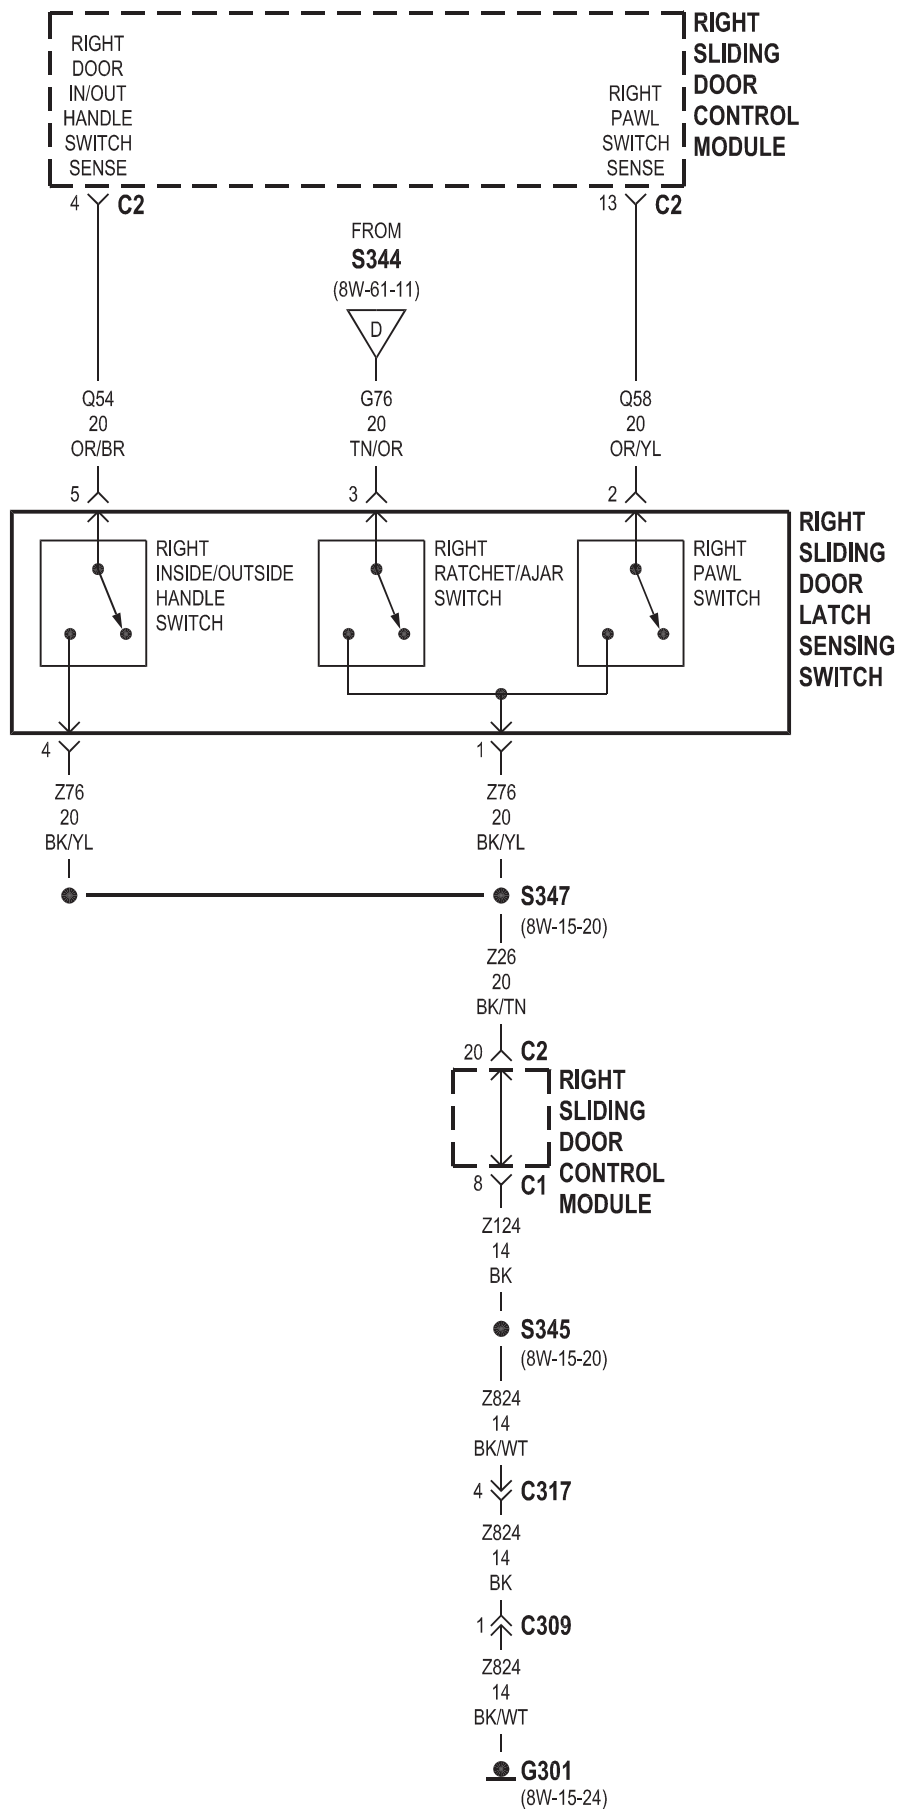 RIGHT
DOOR
IN/OUT
HANDLE
SWITCH
SENSE
RIGHT
PAWL
SWITCH
SENSE
RIGHT
SLIDING
DOOR
CONTROL
MODULE
4 C2
13 C2
FROM
S344
(8W-61-11)
D
Q54
20
OR/BR
G76
20
TN/OR
Q58
20
OR/YL
5
3
2
RIGHT
INSIDE/OUTSIDE
HANDLE
SWITCH
RIGHT
RATCHET/AJAR
SWITCH
RIGHT
PAWL
SWITCH
RIGHT
SLIDING
DOOR
LATCH
SENSING
SWITCH
4
1
Z76
20
BK/YL
Z76
20
BK/YL
S347
(8W-15-20)
Z26
20
BK/TN
20 C2
RIGHT
SLIDING
DOOR
CONTROL
MODULE
8 C1
Z124
14
BK
S345
(8W-15-20)
Z824
14
BK/WT
4 C317
Z824
14
BK
1 C309
Z824
14
BK/WT
G301
(8W-15-24)